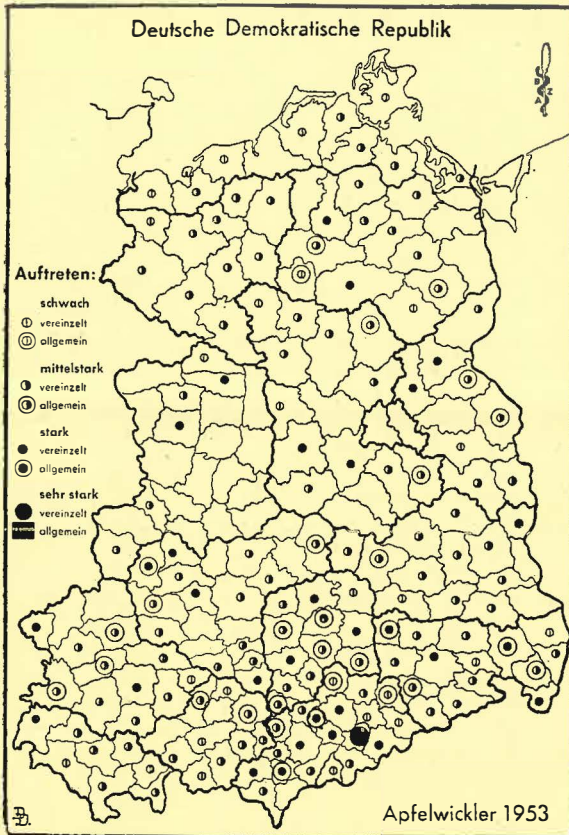 Deutsche Demokratische Republik
B Z
A
Auftreten:
schwach
vereinzelt
allgemein
mittelstark
vereinzelt
allgemein
stark
vereinzelt
allgemein
sehr stark
vereinzelt
allgemein
Apfelwickler 1953